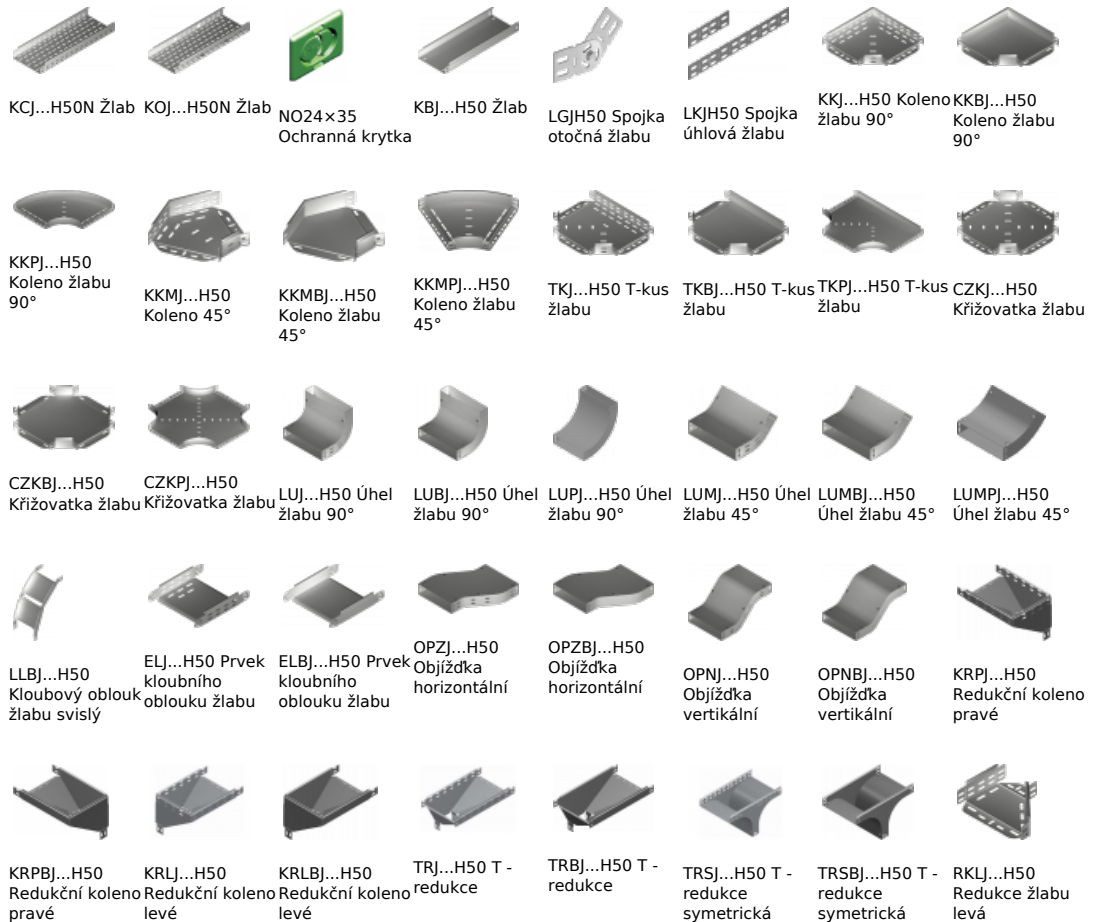 KCJ...H50N Žlab
KOJ...H50N Žlab
NO24×35
Ochranná krytka
KBJ...H50 Žlab
LGJH50 Spojka
otočná žlabu
LKJH50 Spojka
úhlová žlabu
KKJ...H50 Koleno
žlabu 90°
KKBJ...H50
Koleno žlabu
90°
KKPJ...H50
Koleno žlabu
90°
KKMJ...H50
Koleno 45°
KKMBJ...H50
Koleno žlabu
45°
KKMPJ...H50
Koleno žlabu
45°
TKJ...H50 T-kus
žlabu
TKBJ...H50 T-kus
žlabu
TKPJ...H50 T-kus
žlabu
CZKJ...H50
Křižovatka žlabu
CZKBJ...H50
Křižovatka žlabu
CZKPJ...H50
Křižovatka žlabu
LUJ...H50 Úhel
žlabu 90°
LUBJ...H50 Úhel
žlabu 90°
LUPJ...H50 Úhel
žlabu 90°
LUMJ...H50 Úhel
žlabu 45°
LUMBJ...H50
Úhel žlabu 45°
LUMPJ...H50
Úhel žlabu 45°
LLBJ...H50
Kloubový oblouk
žlabu svislý
ELJ...H50 Prvek
kloubního
oblouku žlabu
ELBJ...H50 Prvek
kloubního
oblouku žlabu
OPZJ...H50
Objížďka
horizontální
OPZBJ...H50
Objížďka
horizontální
OPNJ...H50
Objížďka
vertikální
OPNBJ...H50
Objížďka
vertikální
KRPJ...H50
Redukční koleno
pravé
KRPBJ...H50
Redukční koleno
pravé
KRLJ...H50
Redukční koleno
levé
KRLBJ...H50
Redukční koleno
levé
TRJ...H50 T -
redukce
TRBJ...H50 T -
redukce
TRSJ...H50 T -
redukce
symetrická
TRSBJ...H50 T -
redukce
symetrická
RKLJ...H50
Redukce žlabu
levá